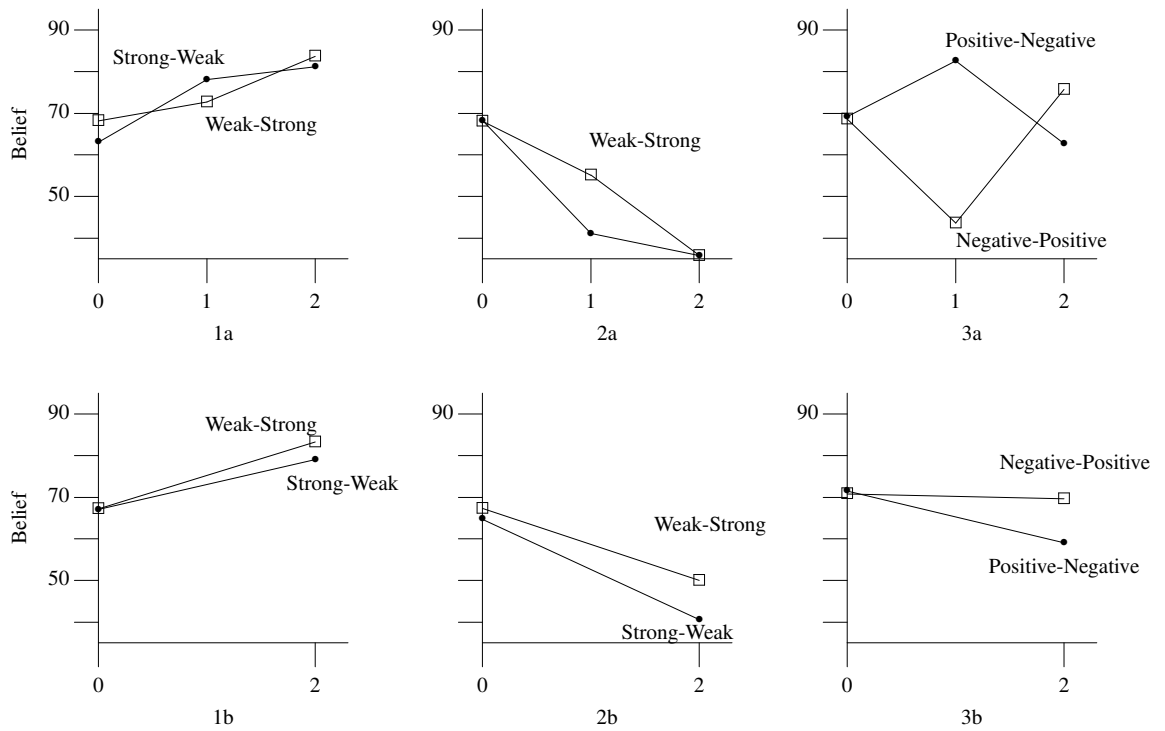 90
70
50
Belief
Strong-Weak
Weak-Strong
0 1 2
1a
90
Weak-Strong
0 1 2
2a
90
Positive-Negative
Negative-Positive
0 1 2
3a
90
70
50
Belief
Weak-Strong
Strong-Weak
0 2
1b
90
Weak-Strong
Strong-Weak
0 2
2b
90
Negative-Positive
Positive-Negative
0 2
3b